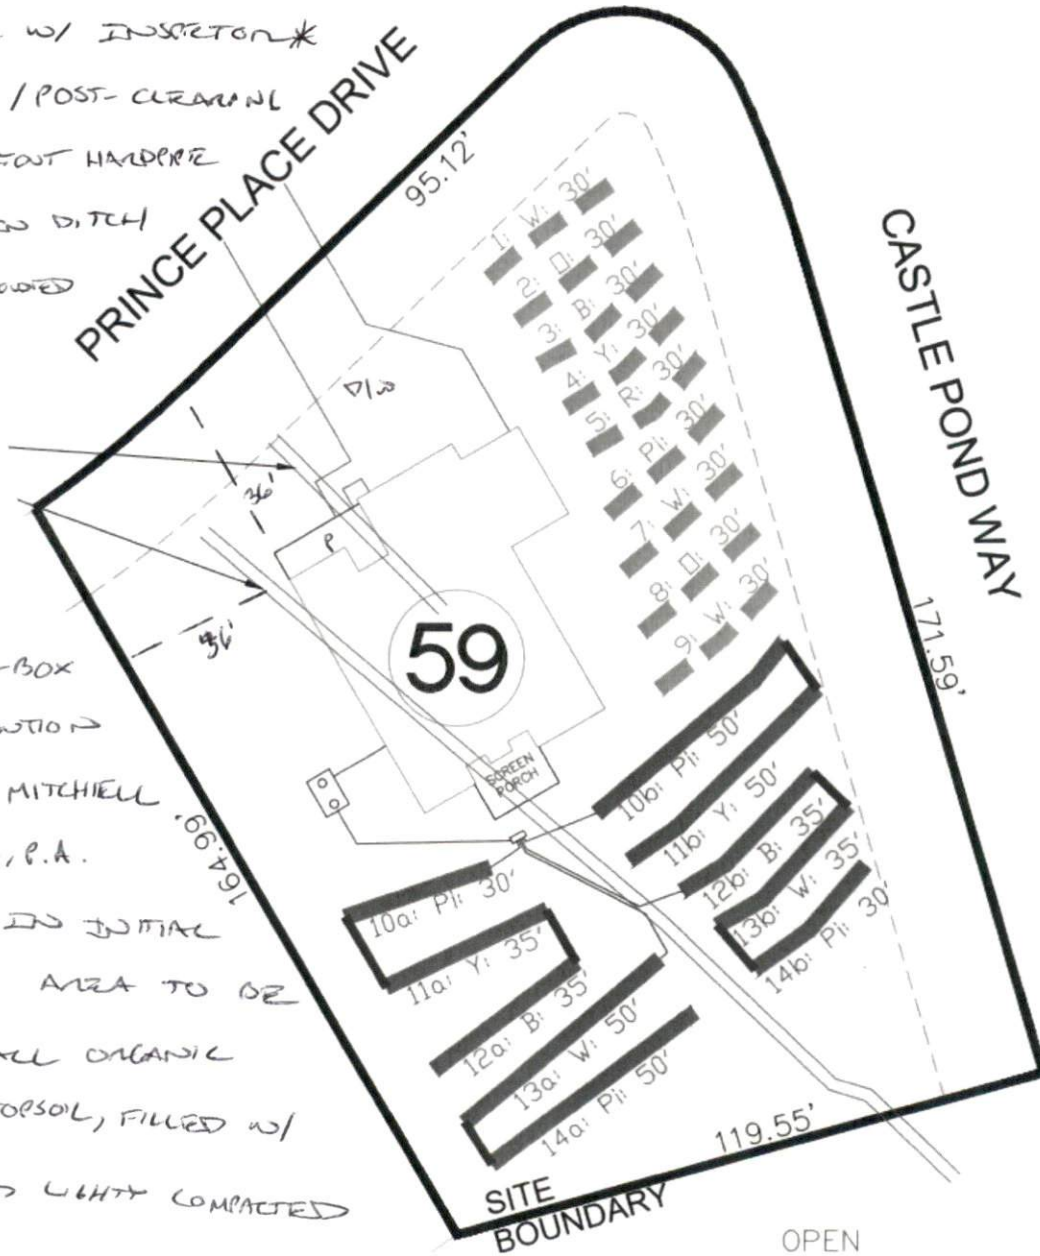 W/ INSPECTOR*
/POST-CLEARING
HARDPIPE
DITCH
PRINCE PLACE DRIVE
95.12'
CASTLE POND WAY
171.59'
D/W
36'
P
36'
59
SCREEN
PORCH
1: W: 30'
2: O: 30'
3: B: 30'
4: Y: 30'
5: R: 30'
6: Pi: 30'
7: W: 30'
8: O: 30'
9: W: 30'
10b: Pi: 50'
11b: Y: 50'
12b: B: 35'
13b: W: 35'
14b: Pi: 30'
10a: Pi: 30'
11a: Y: 35'
12a: B: 35'
13a: W: 50'
14a: Pi: 50'
164.99'
119.55'
-BOX
MITCHIELL
, P.A.
IN INITIAL
AREA TO BE
ALL ORGANIC
TOPSOIL, FILLED W/
LIGHTY COMPACTED
SITE
BOUNDARY
OPEN